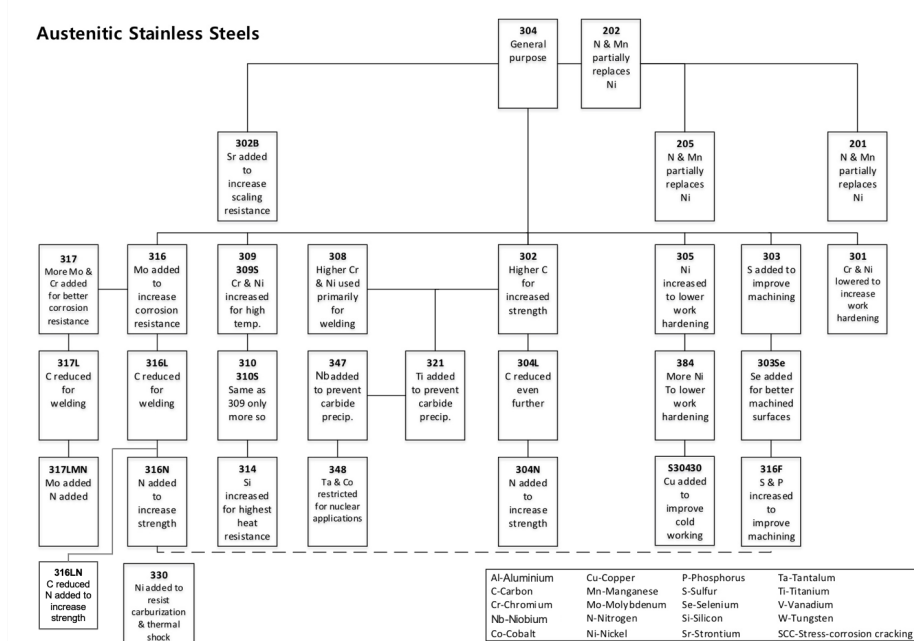 Austenitic Stainless Steels
304
General
purpose
202
N & Mn
partially
replaces
Ni
302B
Sr added
to
increase
scaling
resistance
205
N & Mn
partially
replaces
Ni
201
N & Mn
partially
replaces
Ni
317
More Mo &
Cr added
for better
corrosion
resistance
316
Mo added
to
increase
corrosion
resistance
309
309S
Cr & Ni
increased
for high
temp.
308
Higher Cr
& Ni used
primarily
for
welding
302
Higher C
for
increased
strength
305
Ni
increased
to lower
work
hardening
303
S added to
improve
machining
301
Cr & Ni
lowered to
increase
work
hardening
317L
C reduced
for
welding
316L
C reduced
for
welding
310
310S
Same as
309 only
more so
347
Nb added
to prevent
carbide
precip.
321
Ti added
to prevent
carbide
precip.
304L
C reduced
even
further
384
More Ni
To lower
work
hardening
303Se
Se added
for better
machined
surfaces
317LMN
Mo added
N added
316N
N added
to
increase
strength
314
Si
increased
for highest
heat
resistance
348
Ta & Co
restricted
for nuclear
applications
304N
N added
to
increase
strength
S30430
Cu added
to
improve
cold
working
316F
S & P
increased
to
improve
machining
316LN
C reduced
N added to
increase
strength
330
Ni added to
resist
carburization
& thermal
shock
Al-Aluminium Cu-Copper P-Phosphorus Ta-Tantalum
C-Carbon Mn-Manganese S-Sulfur Ti-Titanium
Cr-Chromium Mo-Molybdenum Se-Selenium V-Vanadium
Nb-Niobium N-Nitrogen Si-Silicon W-Tungsten
Co-Cobalt Ni-Nickel Sr-Strontium SCC-Stress-corrosion cracking